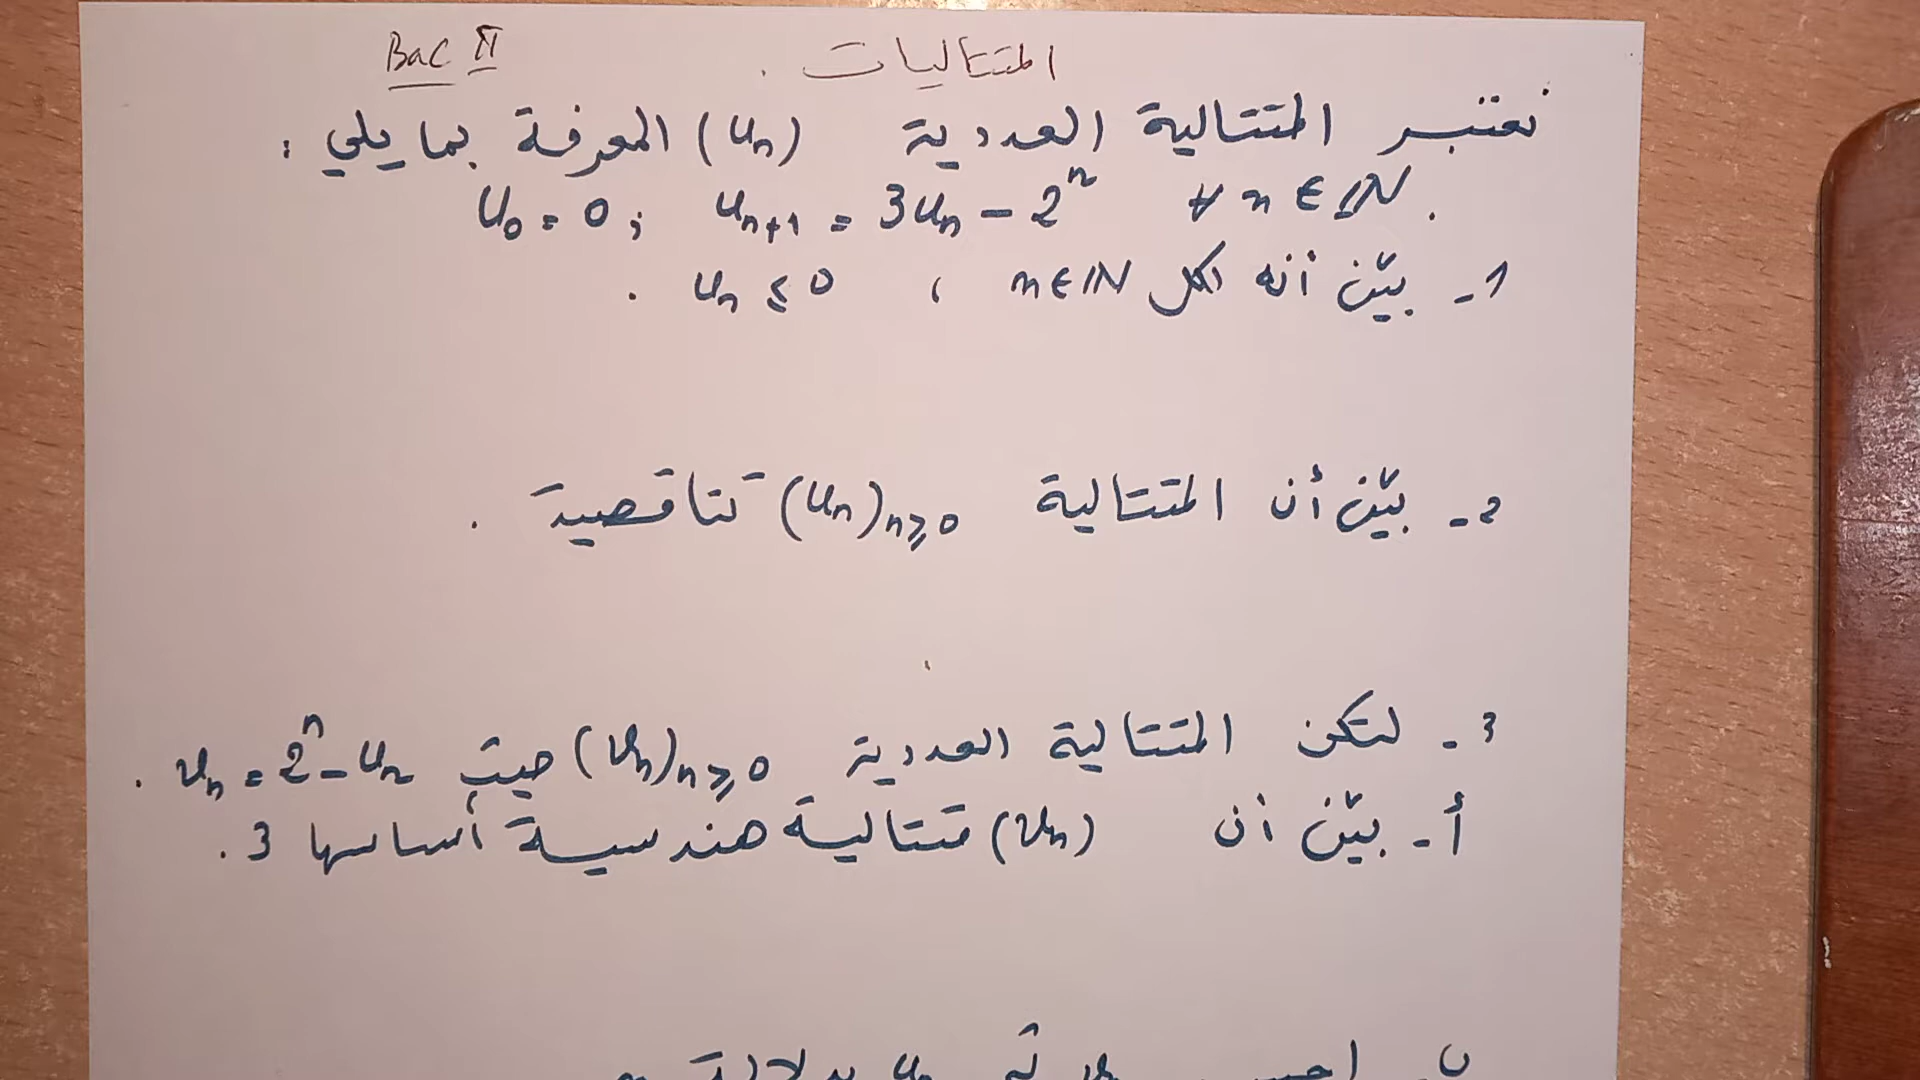 المتتاليات . Bac II
نعتبر المتتالية العددية (un) المعرفة بما يلي :
u₀ = 0 ; uₙ₊₁ = 3uₙ - 2ⁿ ∀ n ∈ ℕ .
1 - بيّن أنه لكل n ∈ ℕ ، uₙ ≤ 0 .
2 - بيّن أن المتتالية (uₙ)ₙ≥₀ تناقصية .
3 - لتكن المتتالية العددية (vₙ)ₙ≥₀ حيث vₙ = 2ⁿ - uₙ .
أ - بيّن أن (vₙ) متتالية هندسية أساسها 3 .